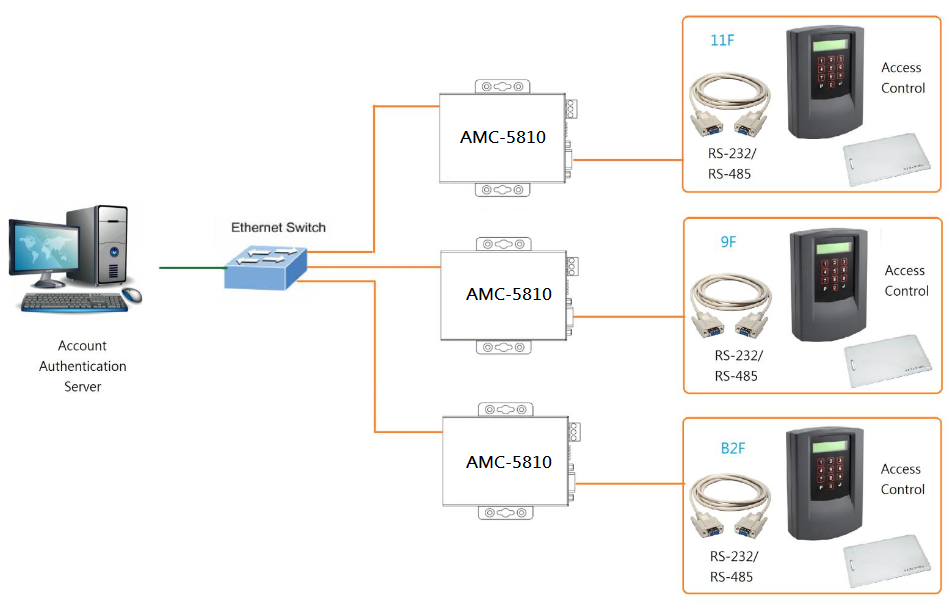 11F
Access
Control
RS-232/
RS-485
AMC-5810
Ethernet Switch
9F
Access
Control
RS-232/
RS-485
AMC-5810
Account
Authentication
Server
B2F
Access
Control
RS-232/
RS-485
AMC-5810